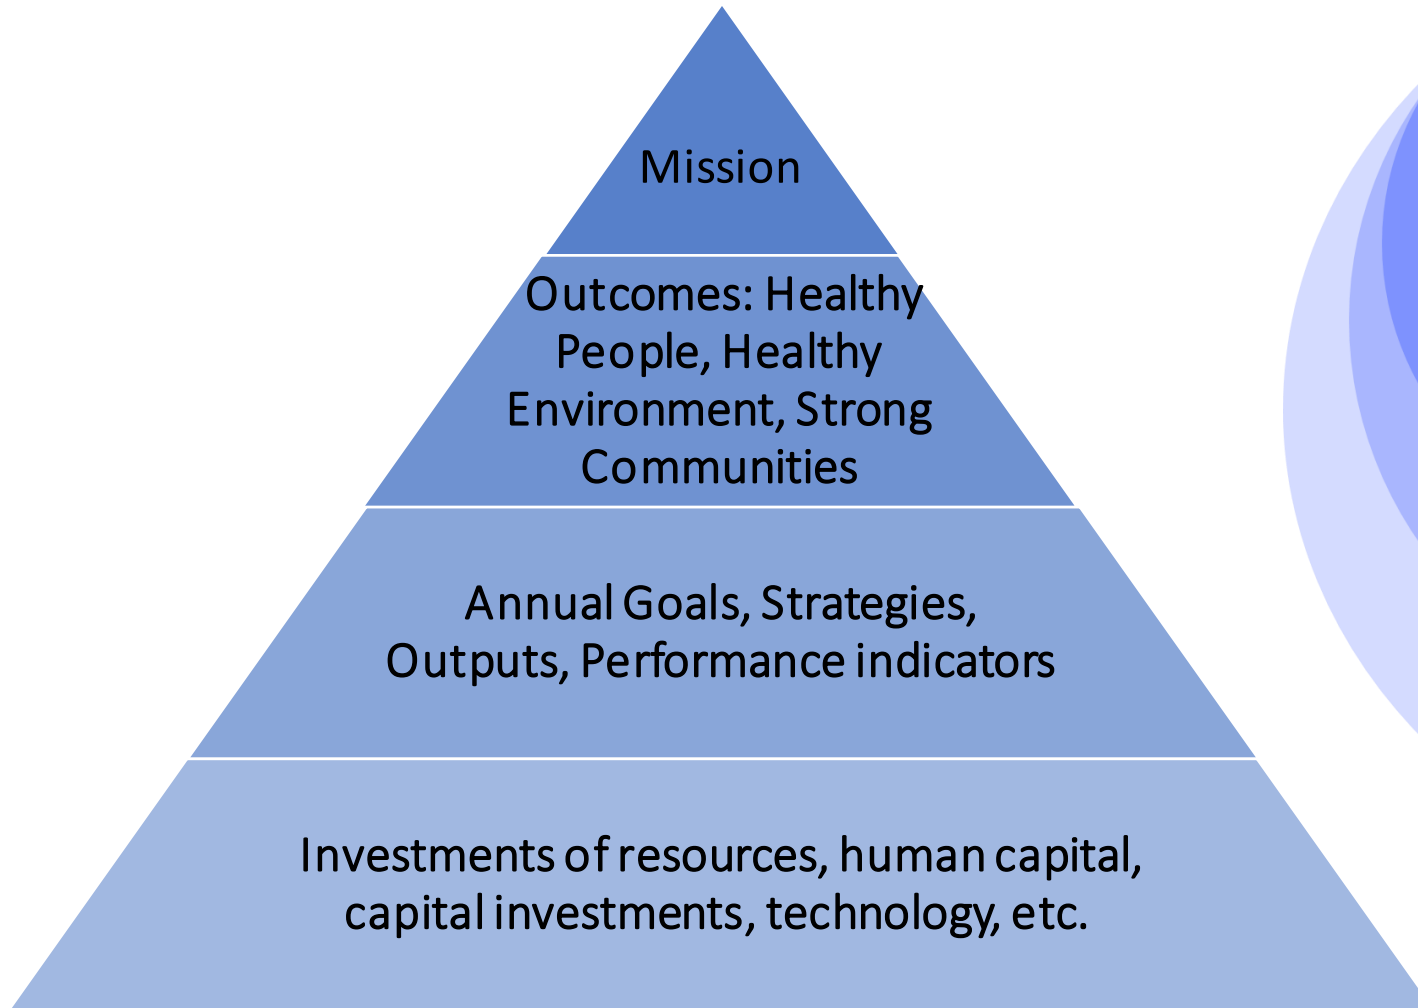 Mission
Outcomes: Healthy
People, Healthy
Environment, Strong
Communities
Annual Goals, Strategies,
Outputs, Performance indicators
Investments of resources, human capital,
capital investments, technology, etc.